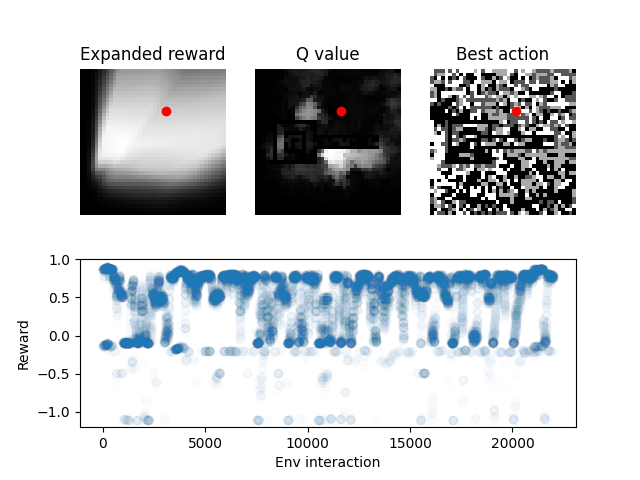 Expanded reward
Q value
Best action
1.0
0.5
0.0
−0.5
−1.0
Reward
0
5000
10000
15000
20000
Env interaction